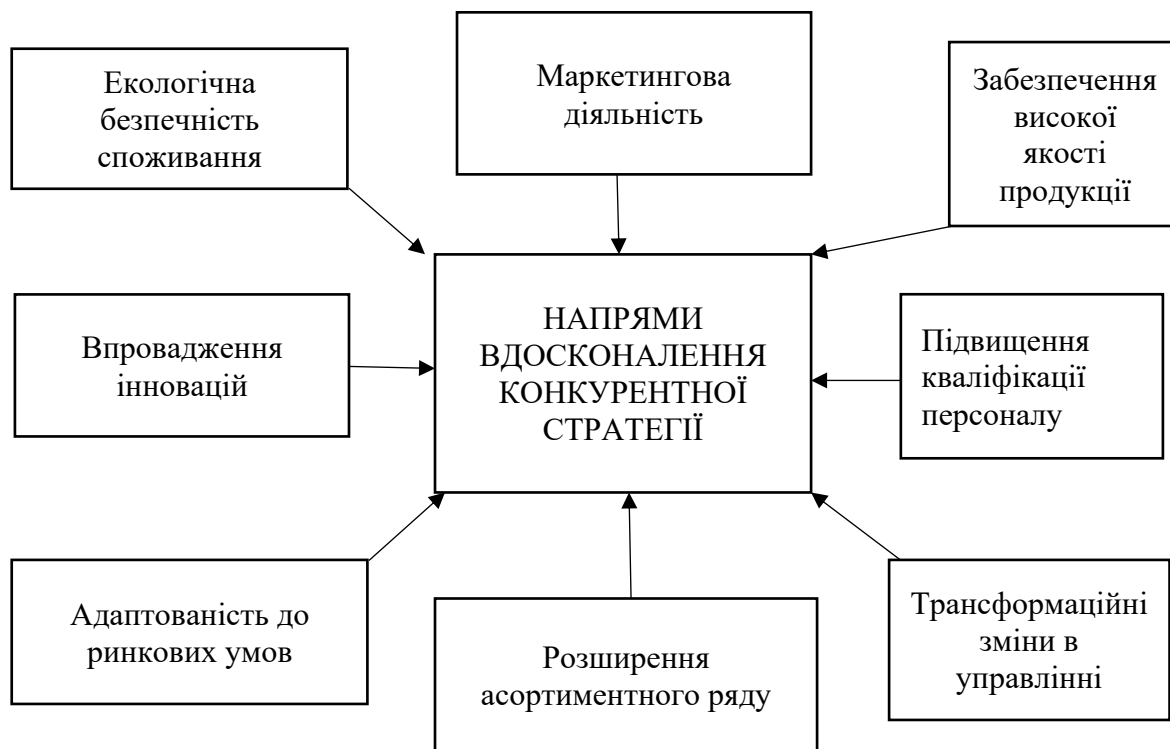 Екологічна
безпечність
споживання
Маркетингова
діяльність
Забезпечення
високої
якості
продукції
Впровадження
інновацій
НАПРЯМИ
ВДОСКОНАЛЕННЯ
КОНКУРЕНТНОЇ
СТРАТЕГІЇ
Підвищення
кваліфікації
персоналу
Адаптованість до
ринкових умов
Розширення
асортиментного ряду
Трансформаційні
зміни в
управлінні